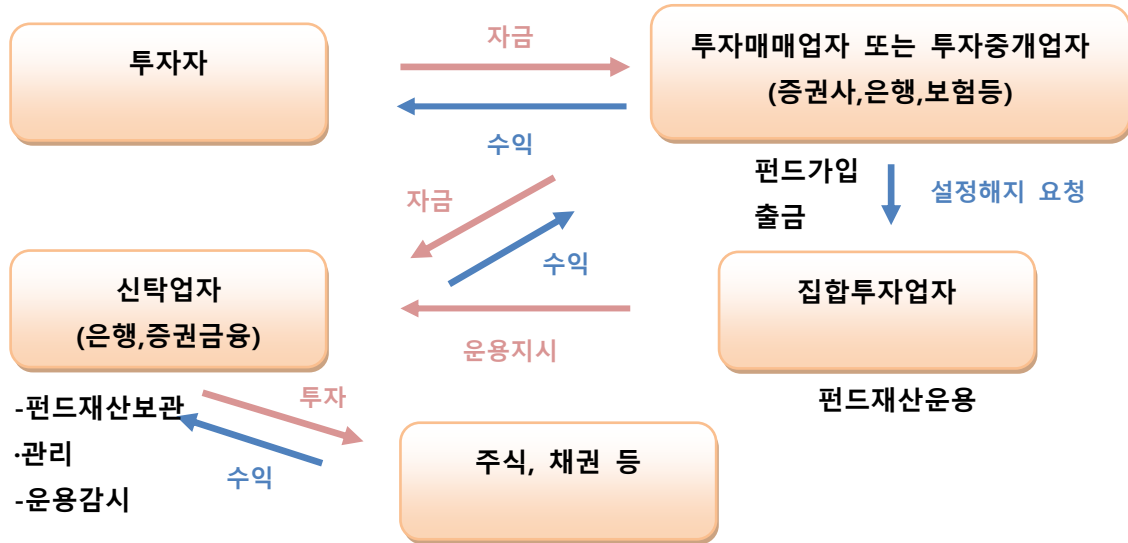 투자자
자금
수익
투자매매업자 또는 투자중개업자
(증권사,은행,보험등)
펀드가입
출금
설정해지 요청
자금
수익
신탁업자
(은행,증권금융)
집합투자업자
운용지시
펀드재산운용
-펀드재산보관
·관리
-운용감시
투자
수익
주식, 채권 등